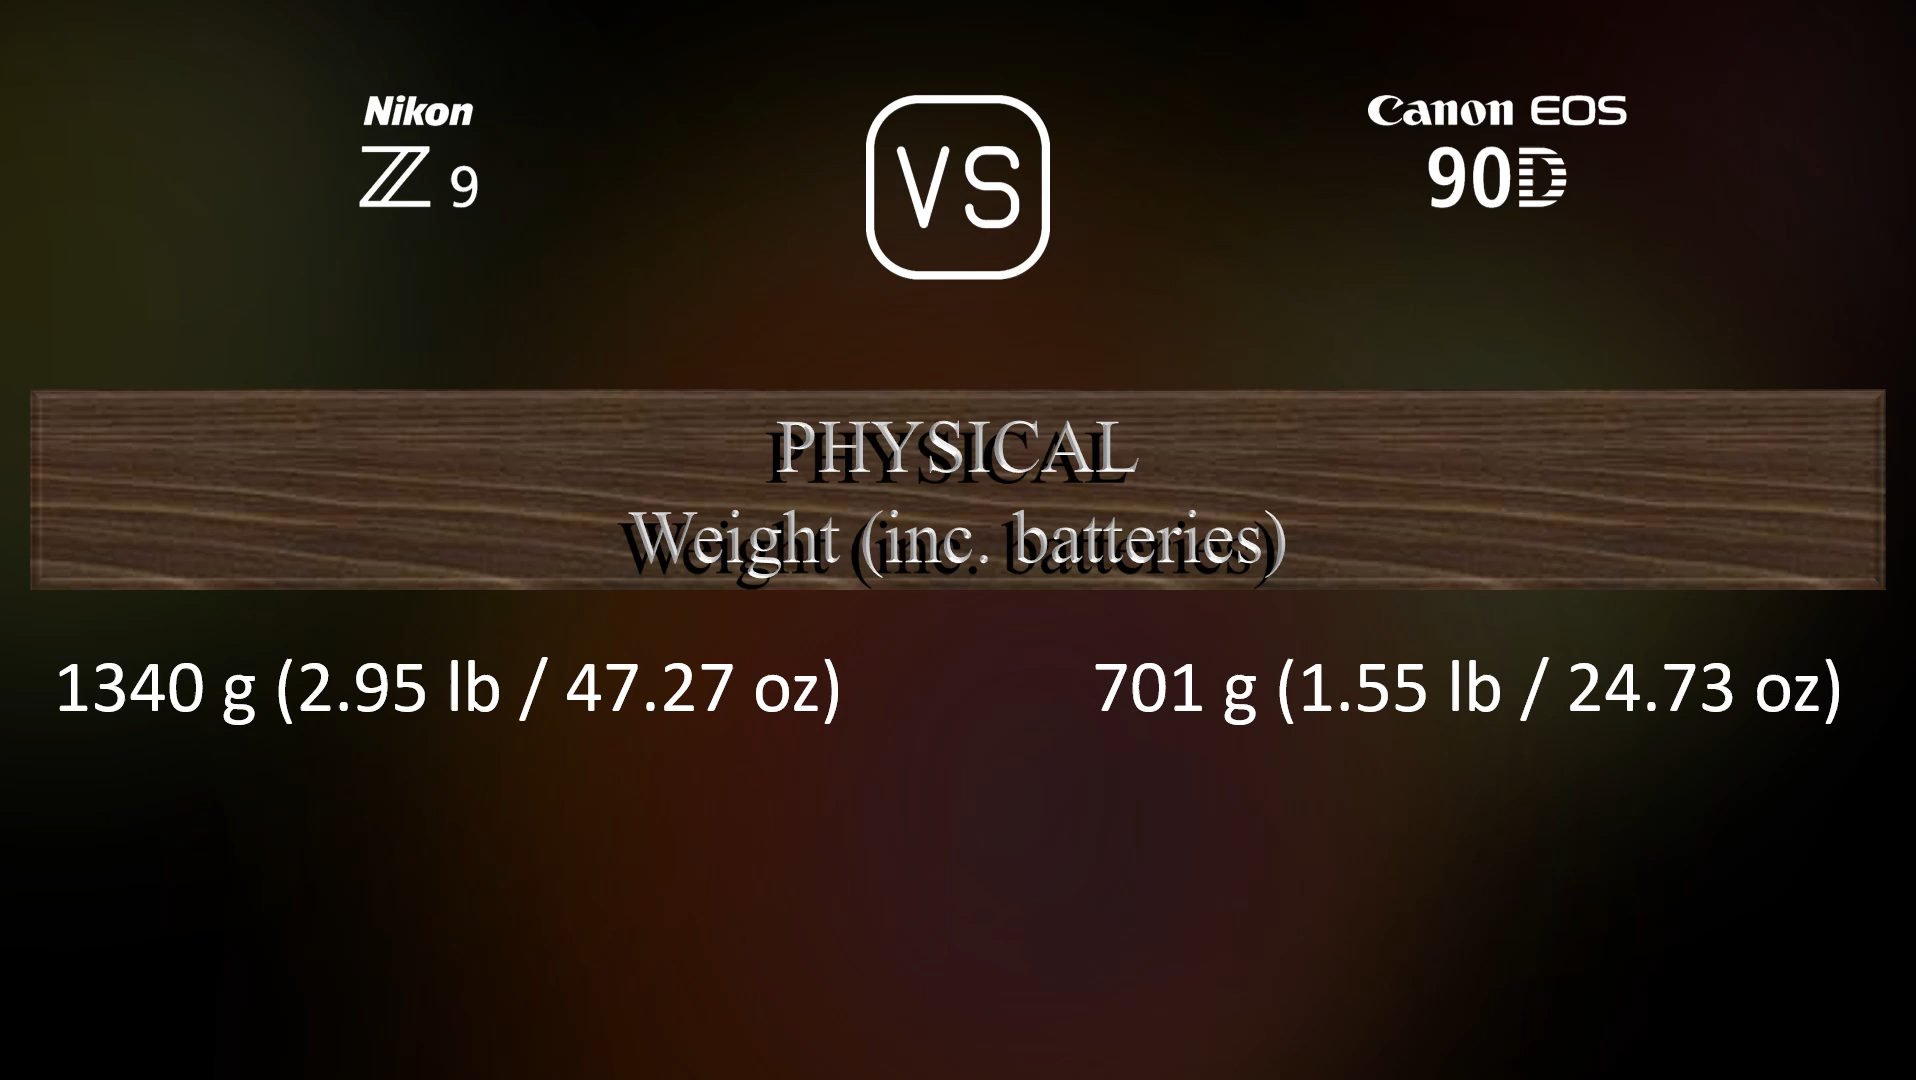 Nikon
Z 9
VS
Canon EOS
90D
PHYSICAL
Weight (inc. batteries)
1340 g (2.95 lb / 47.27 oz)
701 g (1.55 lb / 24.73 oz)